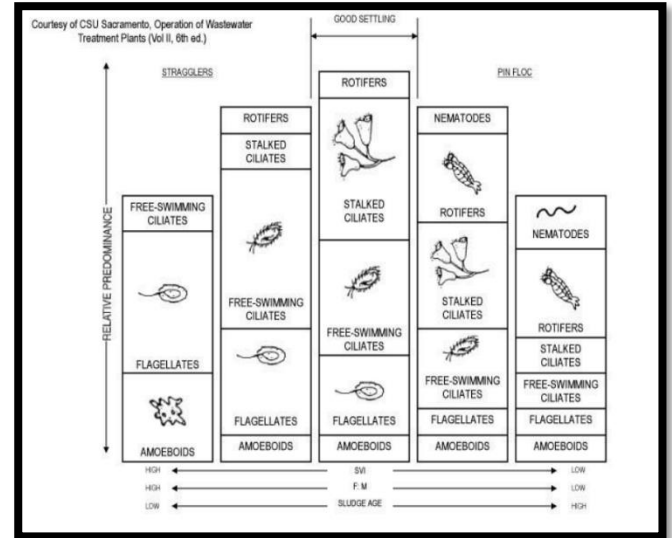 Courtesy of CSU Sacramento, Operation of Wastewater
Treatment Plants (Vol II, 6th ed.)
GOOD SETTLING
STRAGGLERS
PIN FLOC
RELATIVE PREDOMINANCE
FREE-SWIMMING
CILIATES
FLAGELLATES
AMOEBOIDS
ROTIFERS
STALKED
CILIATES
FREE-SWIMMING
CILIATES
FLAGELLATES
AMOEBOIDS
ROTIFERS
STALKED
CILIATES
FREE-SWIMMING
CILIATES
FLAGELLATES
AMOEBOIDS
NEMATODES
ROTIFERS
STALKED
CILIATES
FREE-SWIMMING
CILIATES
FLAGELLATES
AMOEBOIDS
NEMATODES
ROTIFERS
STALKED
CILIATES
FREE-SWIMMING
CILIATES
FLAGELLATES
AMOEBOIDS
HIGH SVI LOW
HIGH F: M LOW
LOW SLUDGE AGE HIGH